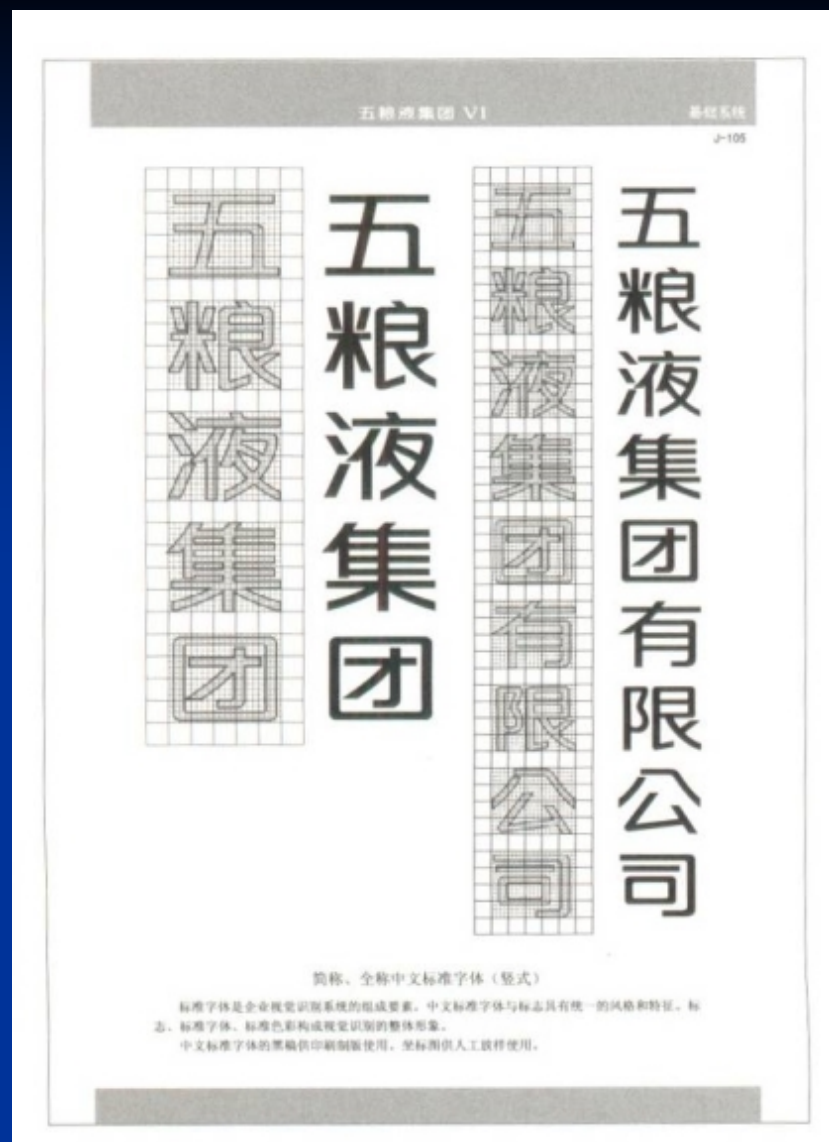 五粮液集团 VI
基础系统
J-105
五粮液集团
五粮液集团
五粮液集团有限公司
五粮液集团有限公司
简称、全称中文标准字体（竖式）
标准字体是企业视觉识别系统的组成要素。中文标准字体与标志具有统一的风格和特征。标
志、标准字体、标准色彩构成视觉识别的整体形象。
中文标准字体的黑稿供印刷制版使用。坐标图供人工放样使用。